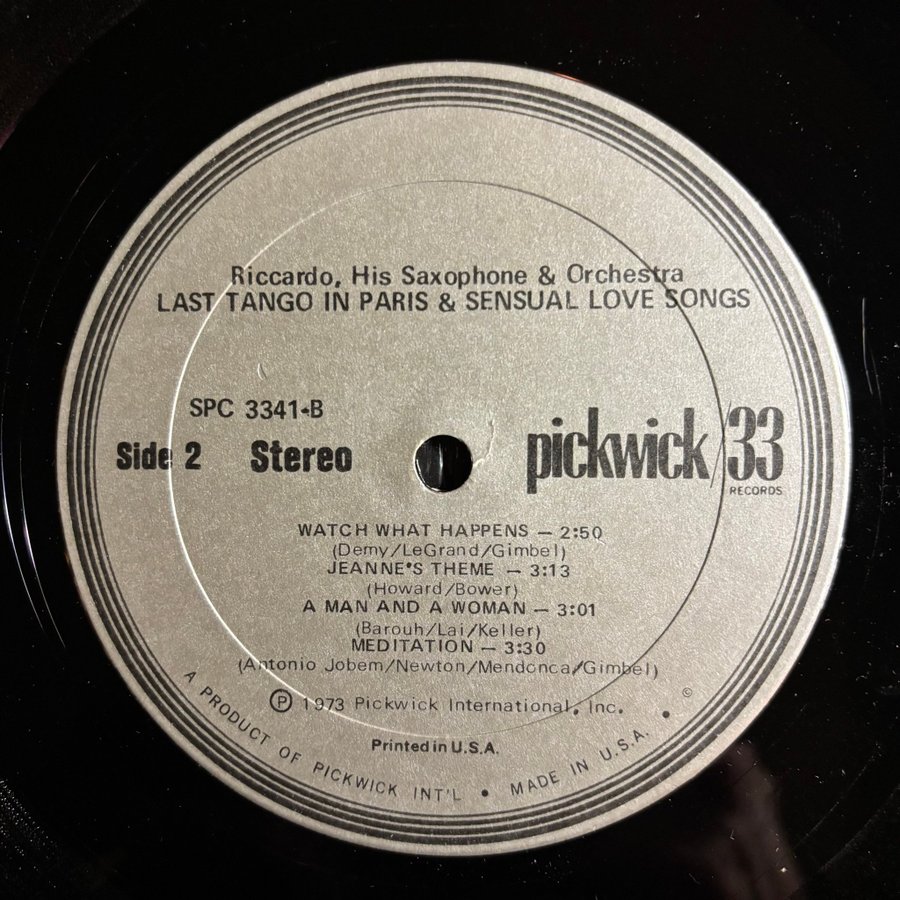 Riccardo, His Saxophone & Orchestra
LAST TANGO IN PARIS & SENSUAL LOVE SONGS
SPC 3341-B
Side 2 Stereo
pickwick/33
RECORDS
WATCH WHAT HAPPENS — 2:50
(Demy/LeGrand/Gimbel)
JEANNE'S THEME — 3:13
(Howard/Bower)
A MAN AND A WOMAN — 3:01
(Barouh/Lai/Keller)
MEDITATION — 3:30
(Antonio Jobem/Newton/Mendonca/Gimbel)
Ⓟ 1973 Pickwick International, Inc.
Printed in U.S.A.
A PRODUCT OF PICKWICK INT'L • MADE IN U.S.A. • ©